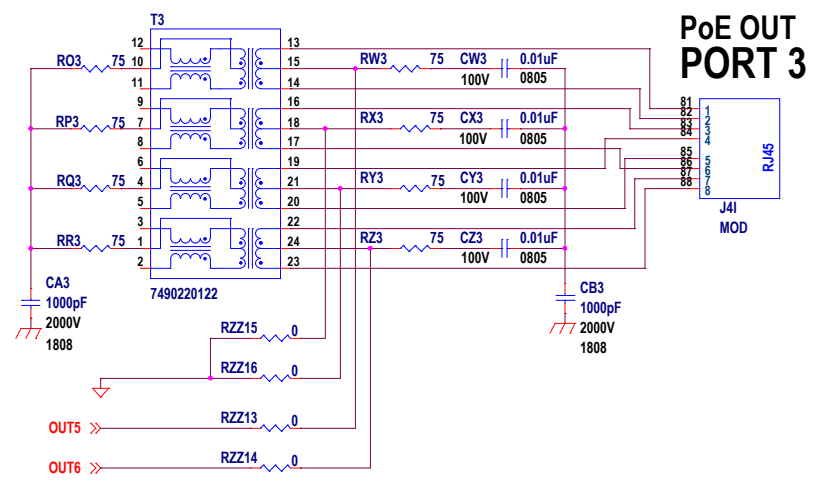 T3
PoE OUT
PORT 3
12 13
RO3 75 10 15 RW3 75 CW3 0.01uF
11 14 100V 0805
9 16
RP3 75 7 18 RX3 75 CX3 0.01uF
8 17 100V 0805
6 19
RQ3 75 4 21 RY3 75 CY3 0.01uF
5 20 100V 0805
3 22
RR3 75 1 24 RZ3 75 CZ3 0.01uF
2 23 100V 0805
81 1
82 2
83 3
84 4
85 5
86 6
87 7
88 8
RJ45
J4I
MOD
CA3
1000pF
2000V
1808
7490220122
CB3
1000pF
2000V
1808
RZZ15 0
RZZ16 0
OUT5 RZZ13 0
OUT6 RZZ14 0